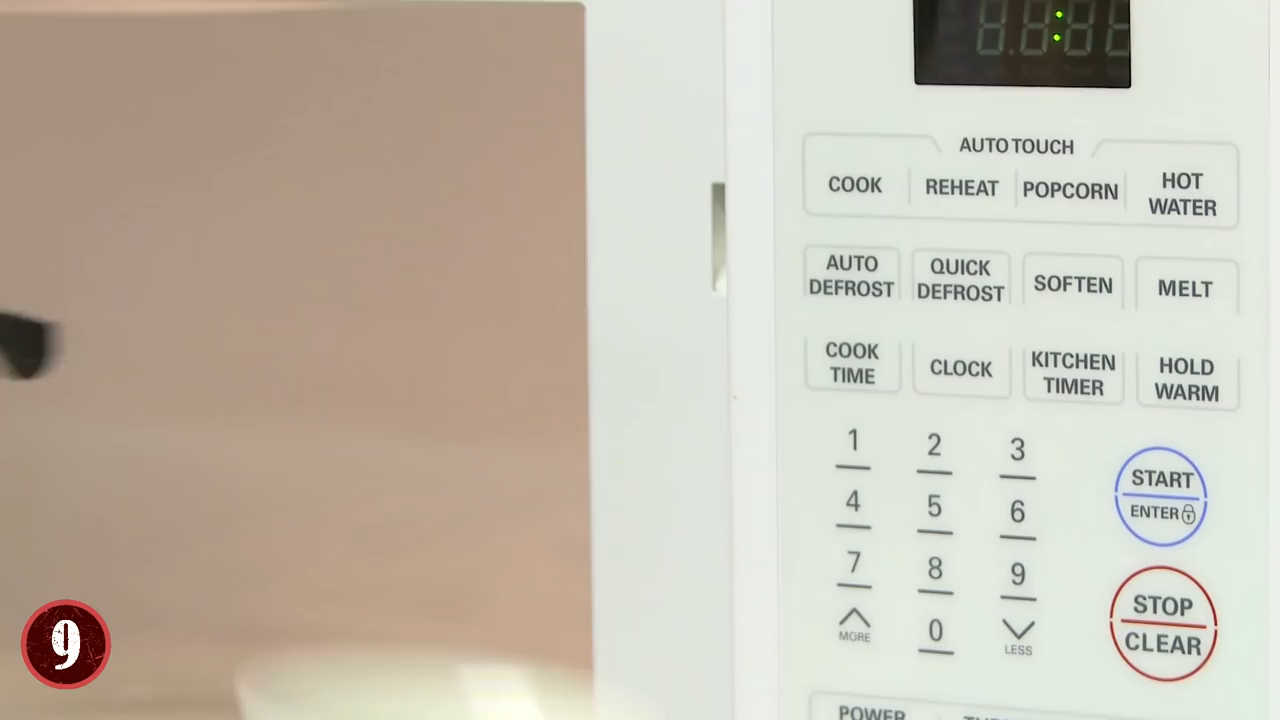 AUTO TOUCH
COOK
REHEAT
POPCORN
HOT
WATER
AUTO
DEFROST
QUICK
DEFROST
SOFTEN
MELT
COOK
TIME
CLOCK
KITCHEN
TIMER
HOLD
WARM
1
2
3
START
ENTER
4
5
6
7
8
9
STOP
CLEAR
MORE
0
LESS
POWER
9